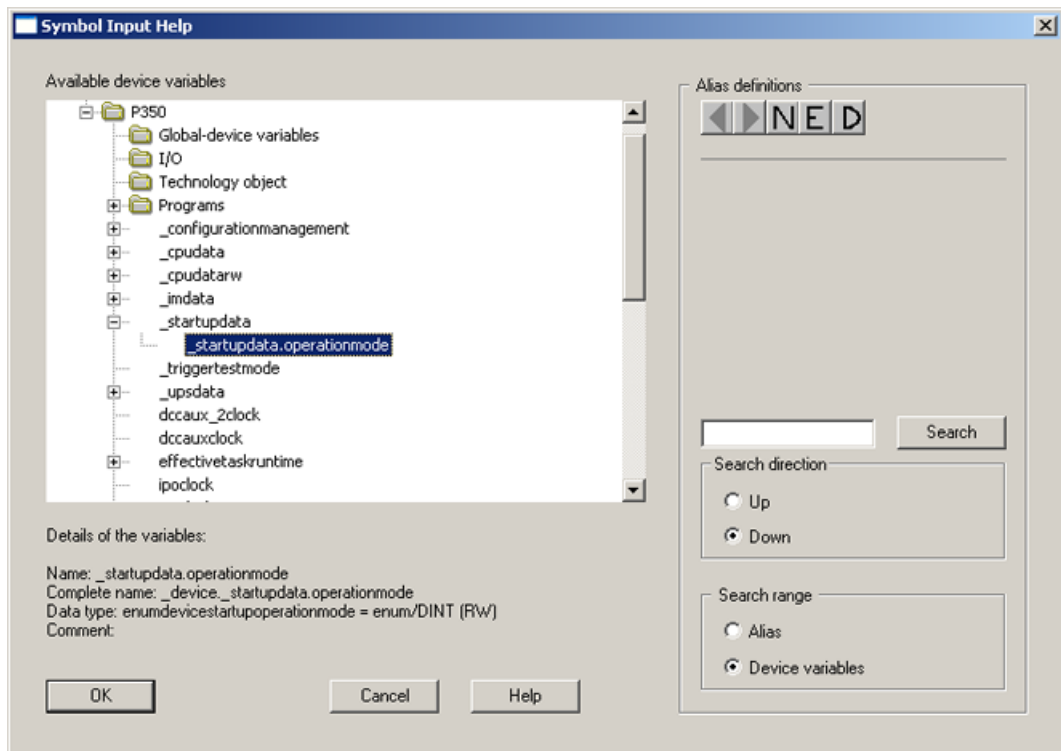 Symbol Input Help
Available device variables
P350
Global-device variables
I/O
Technology object
Programs
_configurationmanagement
_cpudata
_cpudatarw
_imdata
_startupdata
_startupdata.operationmode
_triggertestmode
_upsdata
dccaux_2clock
dccauxclock
effectivetaskruntime
ipoclock
Details of the variables:
Name: _startupdata.operationmode
Complete name: _device._startupdata.operationmode
Data type: enumdevicestartupoperationmode = enum/DINT (RW)
Comment:
OK
Cancel
Help
Alias definitions
N E D
Search
Search direction
Up
Down
Search range
Alias
Device variables